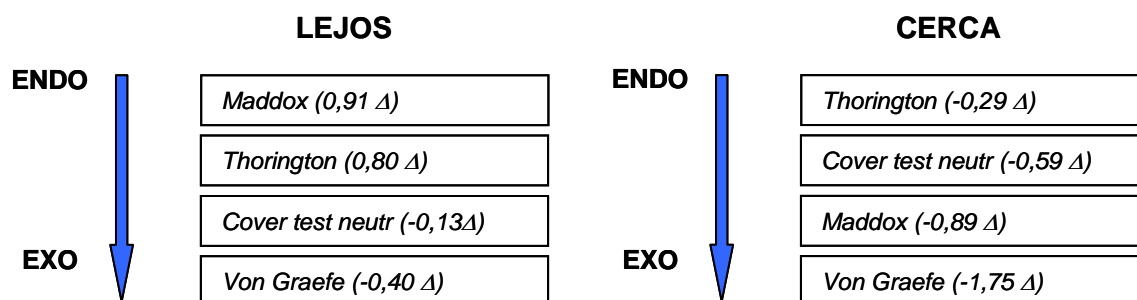 LEJOS
ENDO
Maddox (0,91 Δ)
Thorington (0,80 Δ)
Cover test neutr (-0,13Δ)
EXO
Von Graefe (-0,40 Δ)
CERCA
ENDO
Thorington (-0,29 Δ)
Cover test neutr (-0,59 Δ)
Maddox (-0,89 Δ)
EXO
Von Graefe (-1,75 Δ)